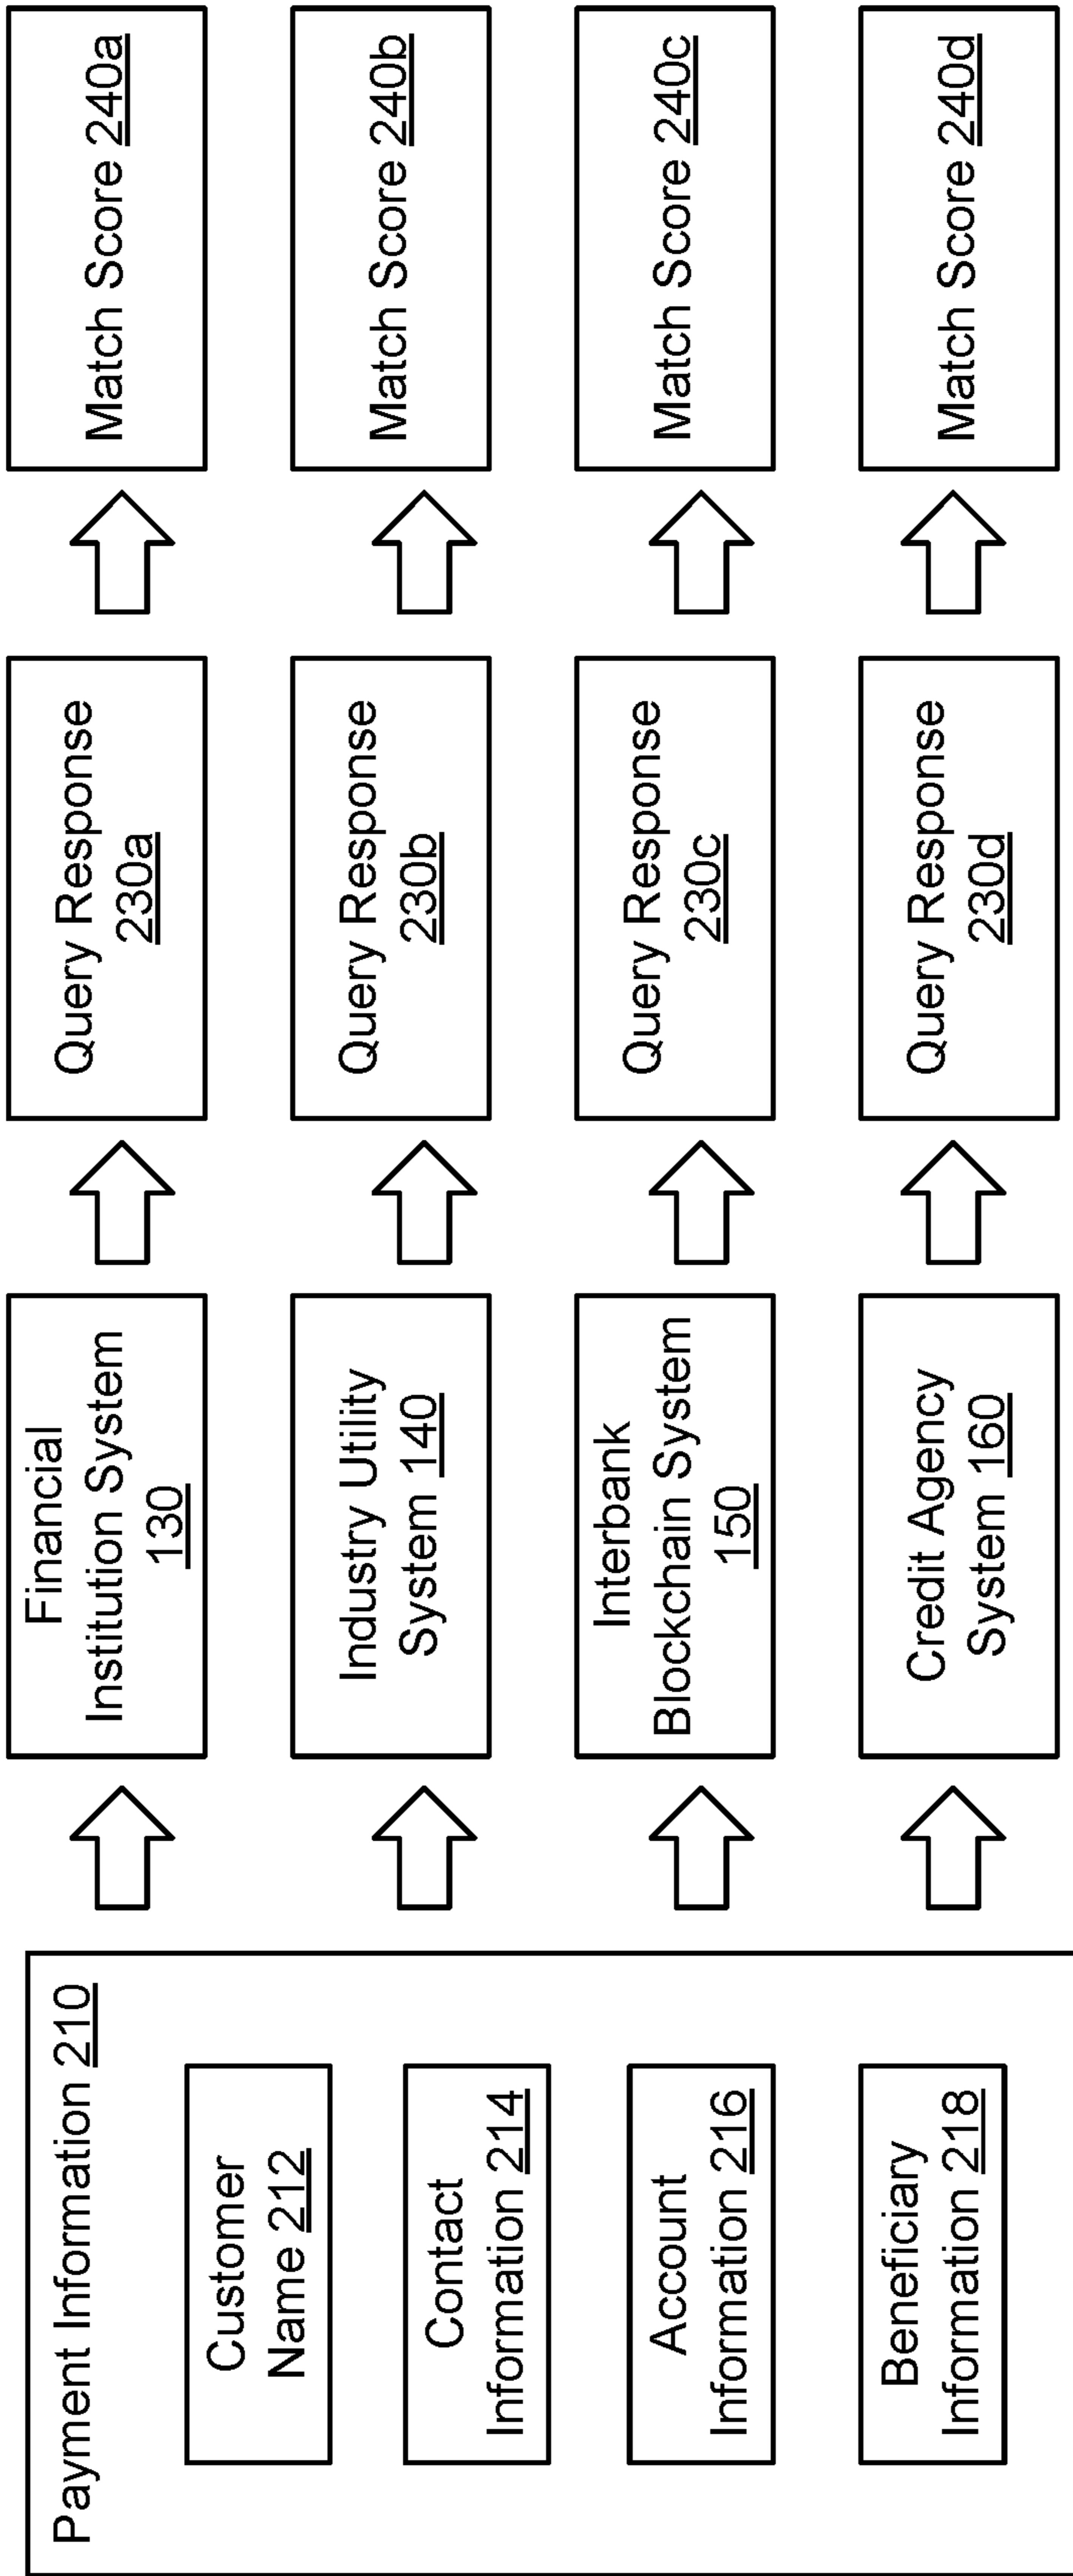 Payment Information 210
Customer
Name 212
Contact
Information 214
Account
Information 216
Beneficiary
Information 218
Financial
Institution System
130
Industry Utility
System 140
Interbank
Blockchain System
150
Credit Agency
System 160
Query Response
230a
Query Response
230b
Query Response
230c
Query Response
230d
Match Score 240a
Match Score 240b
Match Score 240c
Match Score 240d